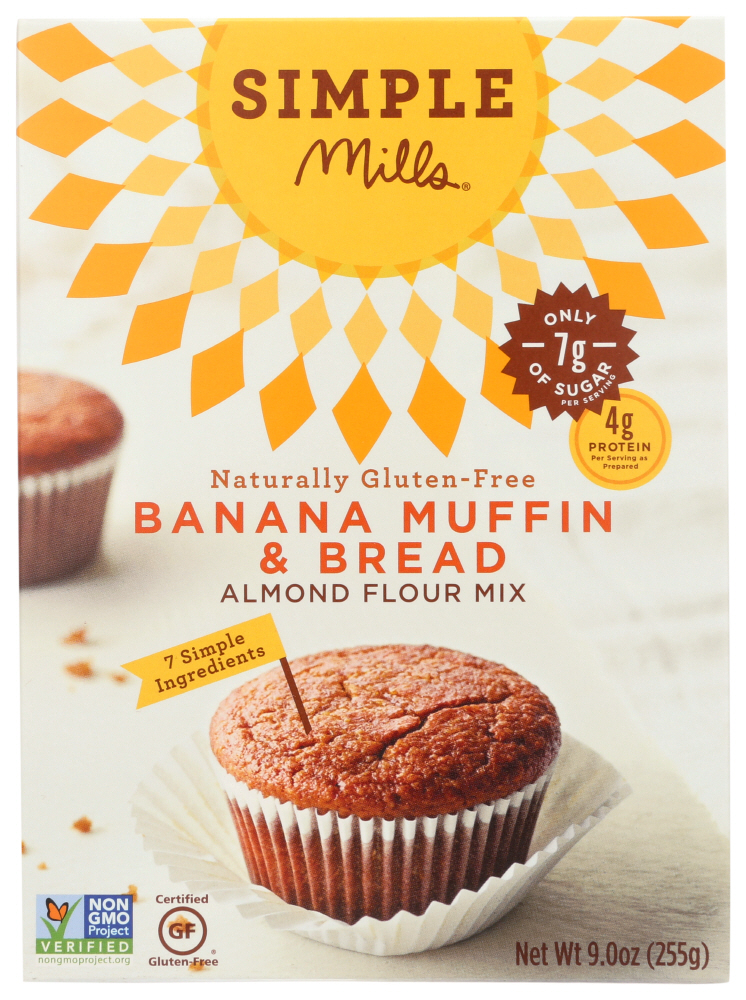 SIMPLE
Mills®
ONLY
7g
OF SUGAR
PER SERVING
4g
PROTEIN
Per Serving as
Prepared
Naturally Gluten-Free
BANANA MUFFIN
& BREAD
ALMOND FLOUR MIX
7 Simple
Ingredients
NON
GMO
Project
VERIFIED
nongmoproject.org
Certified
GF
Gluten-Free®
Net Wt 9.0oz (255g)